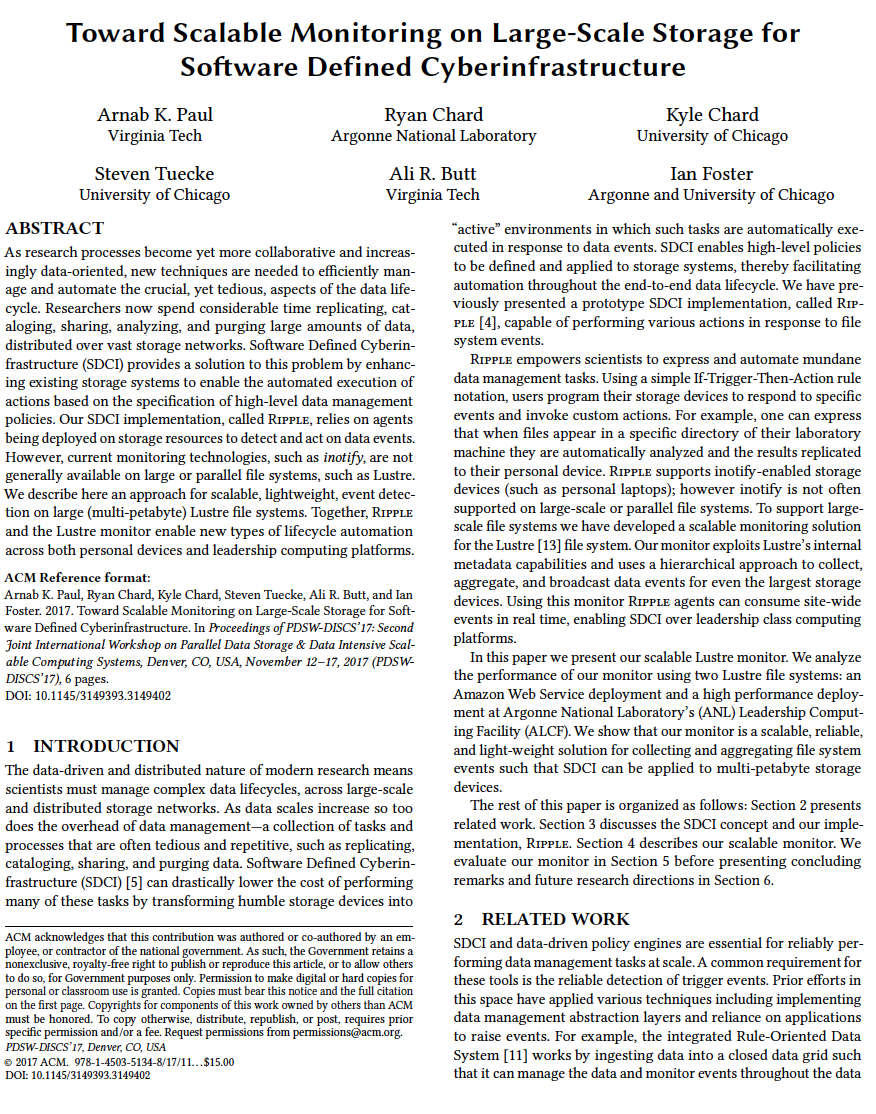 Toward Scalable Monitoring on Large-Scale Storage for
Software Defined Cyberinfrastructure
Arnab K. Paul
Virginia Tech
Ryan Chard
Argonne National Laboratory
Kyle Chard
University of Chicago
Steven Tuecke
University of Chicago
Ali R. Butt
Virginia Tech
Ian Foster
Argonne and University of Chicago
ABSTRACT
As research processes become yet more collaborative and increas-
ingly data-oriented, new techniques are needed to efficiently man-
age and automate the crucial, yet tedious, aspects of the data life-
cycle. Researchers now spend considerable time replicating, cat-
aloging, sharing, analyzing, and purging large amounts of data,
distributed over vast storage networks. Software Defined Cyberin-
frastructure (SDCI) provides a solution to this problem by enhanc-
ing existing storage systems to enable the automated execution of
actions based on the specification of high-level data management
policies. Our SDCI implementation, called Ripple, relies on agents
being deployed on storage resources to detect and act on data events.
However, current monitoring technologies, such as inotify, are not
generally available on large or parallel file systems, such as Lustre.
We describe here an approach for scalable, lightweight, event detec-
tion on large (multi-petabyte) Lustre file systems. Together, Ripple
and the Lustre monitor enable new types of lifecycle automation
across both personal devices and leadership computing platforms.
ACM Reference format:
Arnab K. Paul, Ryan Chard, Kyle Chard, Steven Tuecke, Ali R. Butt, and Ian
Foster. 2017. Toward Scalable Monitoring on Large-Scale Storage for Soft-
ware Defined Cyberinfrastructure. In Proceedings of PDSW-DISCS'17: Second
Joint International Workshop on Parallel Data Storage & Data Intensive Scal-
able Computing Systems, Denver, CO, USA, November 12–17, 2017 (PDSW-
DISCS'17), 6 pages.
DOI: 10.1145/3149393.3149402
1 INTRODUCTION
The data-driven and distributed nature of modern research means
scientists must manage complex data lifecycles, across large-scale
and distributed storage networks. As data scales increase so too
does the overhead of data management—a collection of tasks and
processes that are often tedious and repetitive, such as replicating,
cataloging, sharing, and purging data. Software Defined Cyberin-
frastructure (SDCI) [5] can drastically lower the cost of performing
many of these tasks by transforming humble storage devices into
ACM acknowledges that this contribution was authored or co-authored by an em-
ployee, or contractor of the national government. As such, the Government retains a
nonexclusive, royalty-free right to publish or reproduce this article, or to allow others
to do so, for Government purposes only. Permission to make digital or hard copies for
personal or classroom use is granted. Copies must bear this notice and the full citation
on the first page. Copyrights for components of this work owned by others than ACM
must be honored. To copy otherwise, distribute, republish, or post, requires prior
specific permission and/or a fee. Request permissions from permissions@acm.org.
PDSW-DISCS'17, Denver, CO, USA
© 2017 ACM. 978-1-4503-5134-8/17/11...$15.00
DOI: 10.1145/3149393.3149402
“active” environments in which such tasks are automatically exe-
cuted in response to data events. SDCI enables high-level policies
to be defined and applied to storage systems, thereby facilitating
automation throughout the end-to-end data lifecycle. We have pre-
viously presented a prototype SDCI implementation, called Rip-
ple [4], capable of performing various actions in response to file
system events.
Ripple empowers scientists to express and automate mundane
data management tasks. Using a simple If-Trigger-Then-Action rule
notation, users program their storage devices to respond to specific
events and invoke custom actions. For example, one can express
that when files appear in a specific directory of their laboratory
machine they are automatically analyzed and the results replicated
to their personal device. Ripple supports inotify-enabled storage
devices (such as personal laptops); however inotify is not often
supported on large-scale or parallel file systems. To support large-
scale file systems we have developed a scalable monitoring solution
for the Lustre [13] file system. Our monitor exploits Lustre's internal
metadata capabilities and uses a hierarchical approach to collect,
aggregate, and broadcast data events for even the largest storage
devices. Using this monitor Ripple agents can consume site-wide
events in real time, enabling SDCI over leadership class computing
platforms.
In this paper we present our scalable Lustre monitor. We analyze
the performance of our monitor using two Lustre file systems: an
Amazon Web Service deployment and a high performance deploy-
ment at Argonne National Laboratory's (ANL) Leadership Comput-
ing Facility (ALCF). We show that our monitor is a scalable, reliable,
and light-weight solution for collecting and aggregating file system
events such that SDCI can be applied to multi-petabyte storage
devices.
The rest of this paper is organized as follows: Section 2 presents
related work. Section 3 discusses the SDCI concept and our imple-
mentation, Ripple. Section 4 describes our scalable monitor. We
evaluate our monitor in Section 5 before presenting concluding
remarks and future research directions in Section 6.
2 RELATED WORK
SDCI and data-driven policy engines are essential for reliably per-
forming data management tasks at scale. A common requirement for
these tools is the reliable detection of trigger events. Prior efforts in
this space have applied various techniques including implementing
data management abstraction layers and reliance on applications
to raise events. For example, the integrated Rule-Oriented Data
System [11] works by ingesting data into a closed data grid such
that it can manage the data and monitor events throughout the data